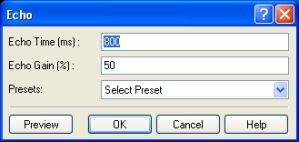 Echo
Echo Time (ms) : 800
Echo Gain (%) : 50
Presets: Select Preset
Preview OK Cancel Help